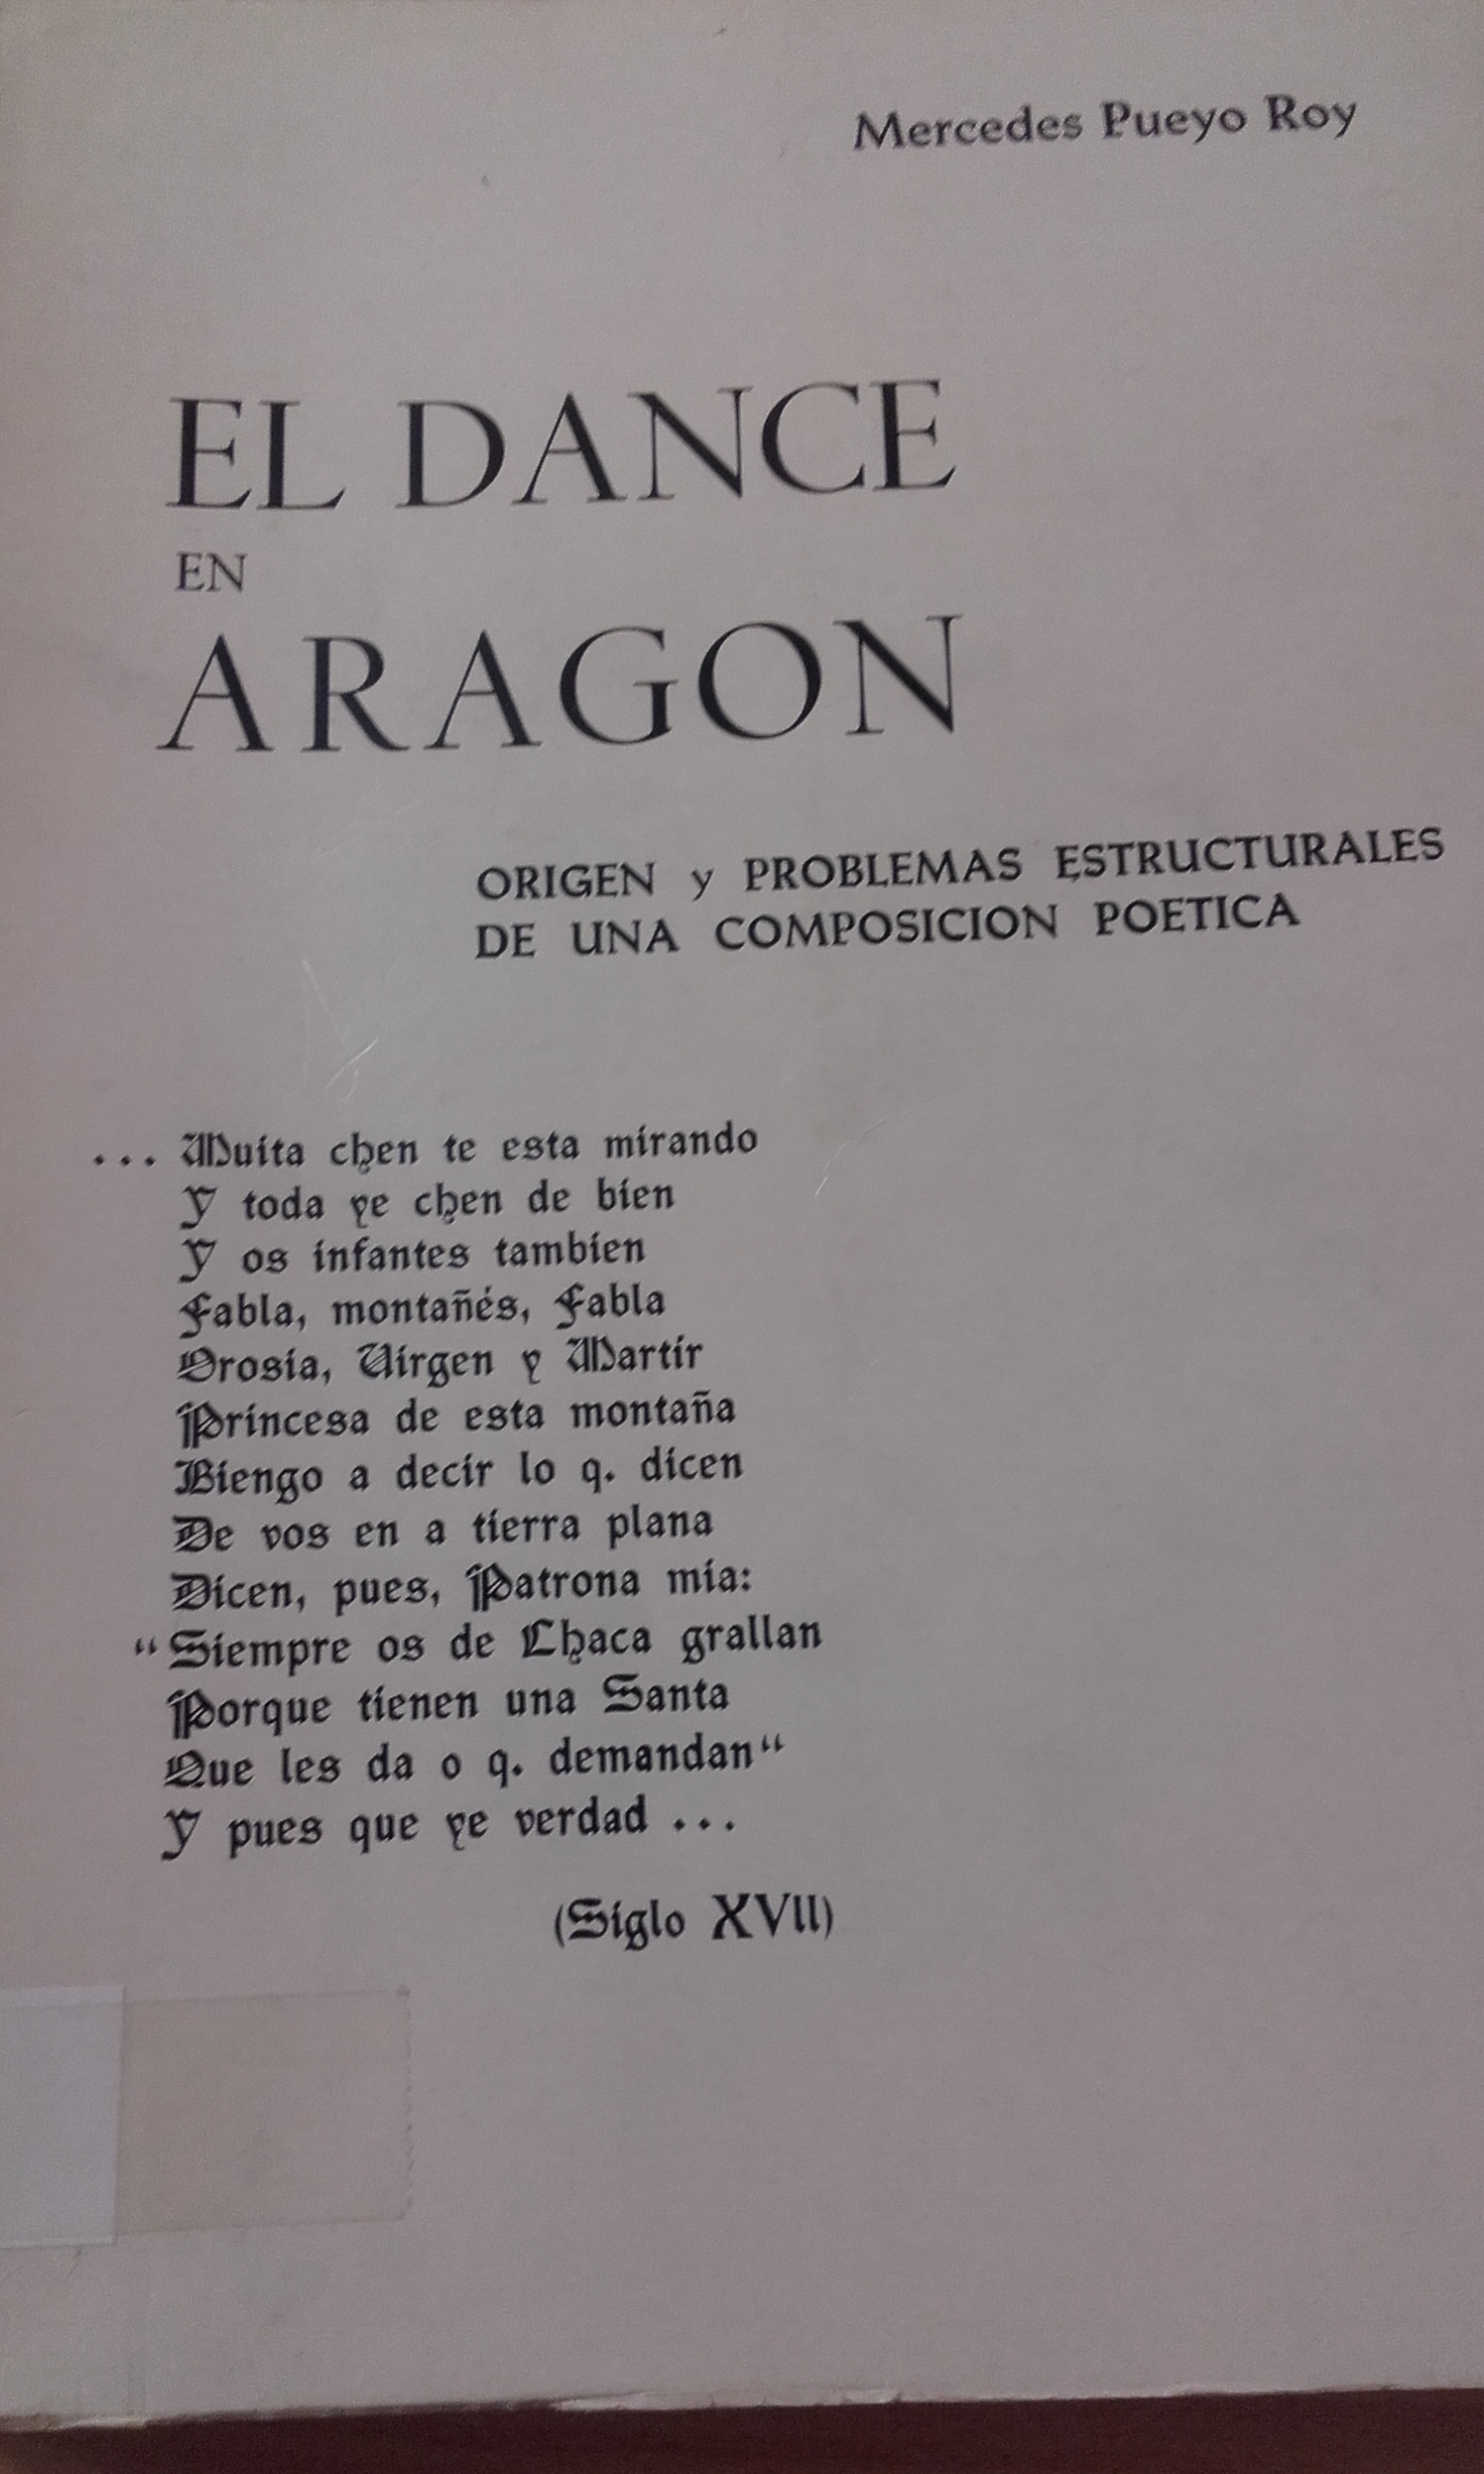 Mercedes Pueyo Roy
EL DANCE
EN
ARAGON
ORIGEN y PROBLEMAS ESTRUCTURALES
DE UNA COMPOSICION POETICA
... Muita chen te esta mirando
Y toda ye chen de bien
Y os infantes tambien
Fabla, montañés, Fabla
Orosia, Virgen y Martir
Princesa de esta montaña
Biengo a decir lo q. dicen
De vos en a tierra plana
Dicen, pues, Patrona mia:
“Siempre os de Chaca grallan
Porque tienen una Santa
Que les da o q. demandan“
Y pues que ye verdad ...
(Siglo XVII)